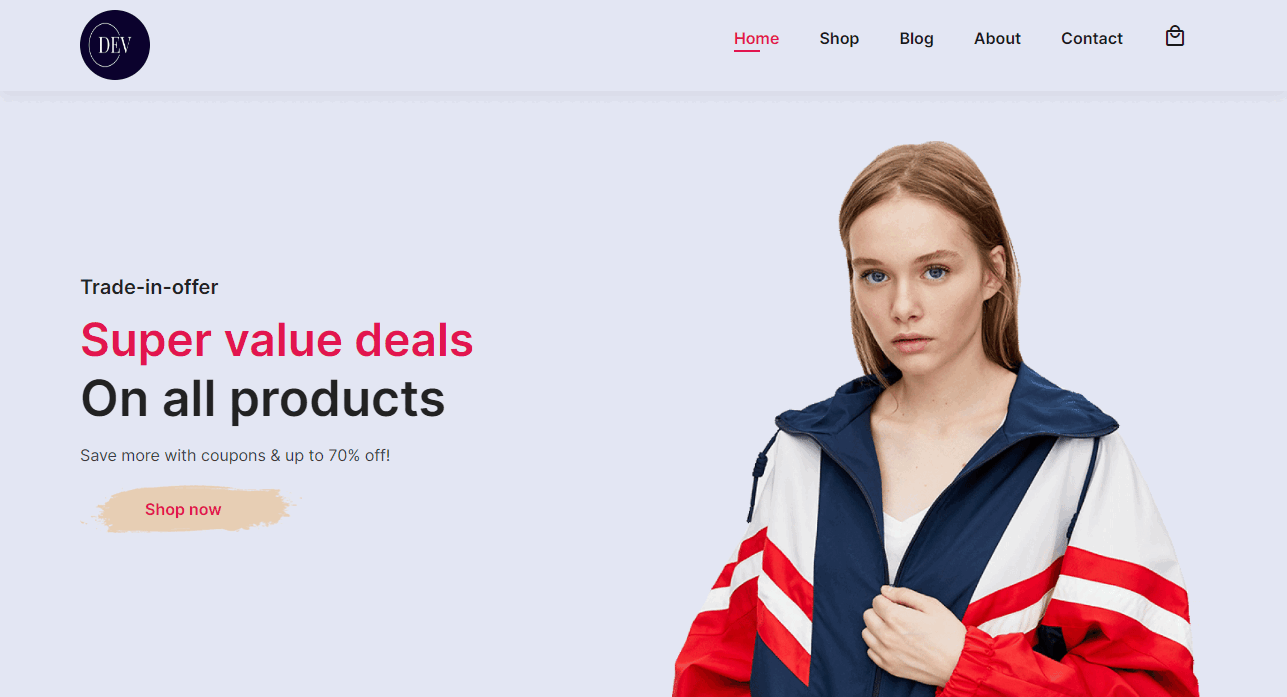 DEV
Home
Shop
Blog
About
Contact
Trade-in-offer
Super value deals
On all products
Save more with coupons & up to 70% off!
Shop now